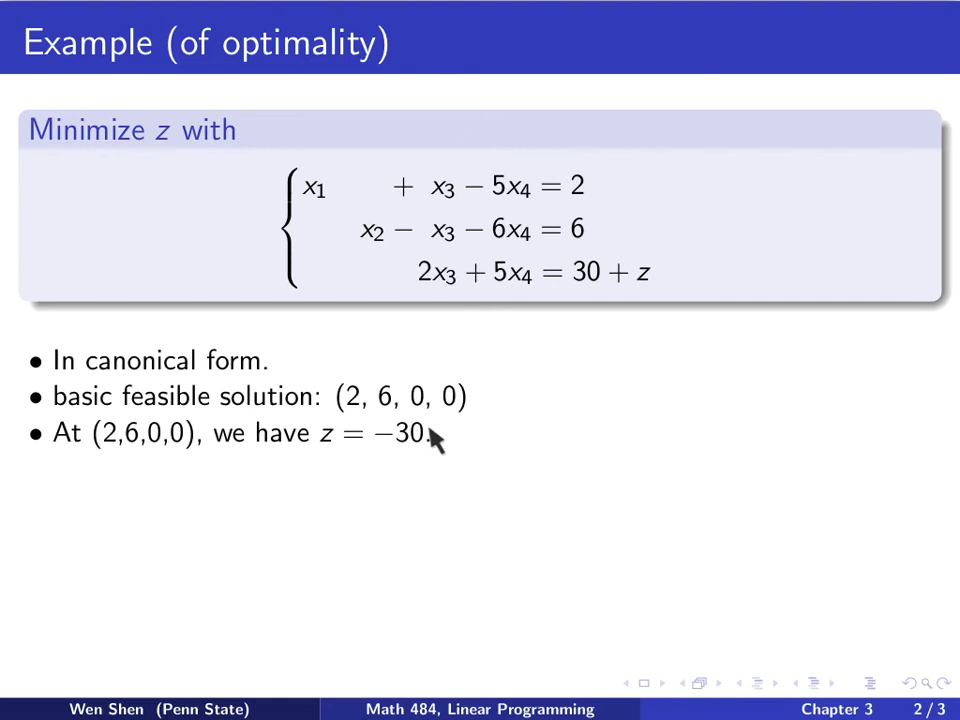 Example (of optimality)
Minimize z with
x₁ + x₃ − 5x₄ = 2
x₂ − x₃ − 6x₄ = 6
2x₃ + 5x₄ = 30 + z
• In canonical form.
• basic feasible solution: (2, 6, 0, 0)
• At (2,6,0,0), we have z = −30.
Wen Shen (Penn State) Math 484, Linear Programming Chapter 3 2 / 3